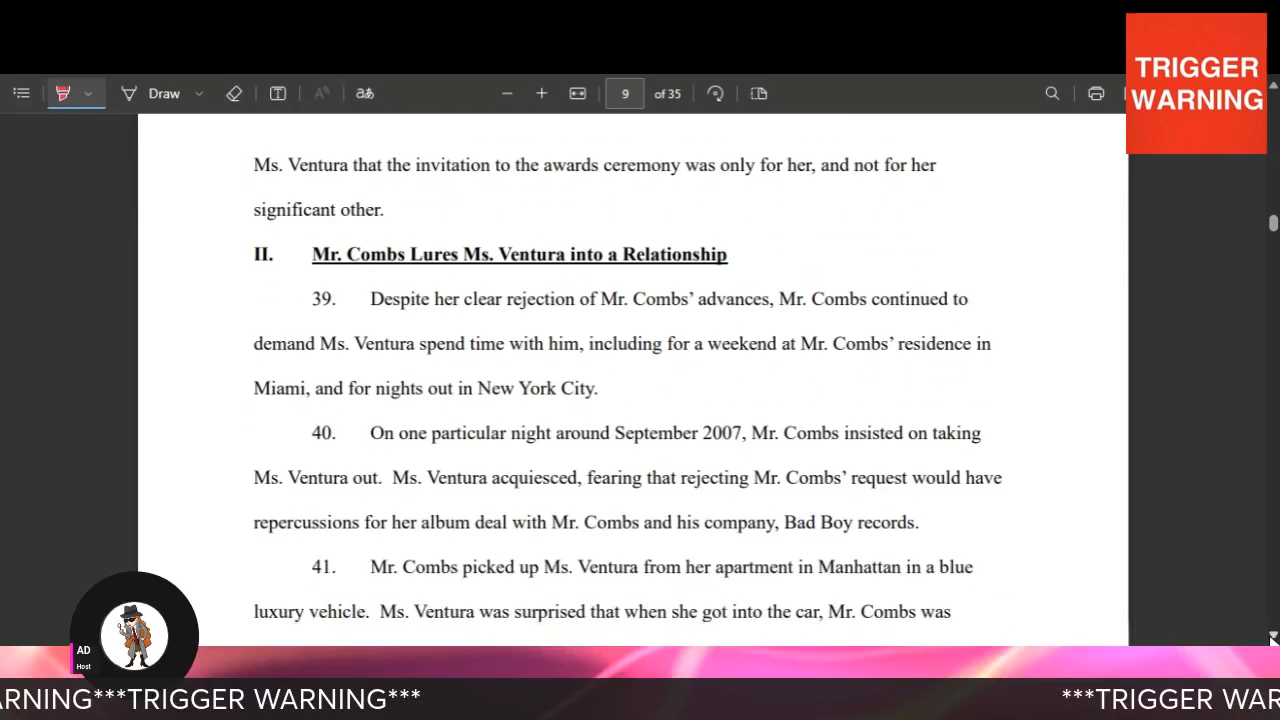 TRIGGER
WARNING
Draw
aあ
9 of 35
Ms. Ventura that the invitation to the awards ceremony was only for her, and not for her
significant other.
II. Mr. Combs Lures Ms. Ventura into a Relationship
39. Despite her clear rejection of Mr. Combs’ advances, Mr. Combs continued to
demand Ms. Ventura spend time with him, including for a weekend at Mr. Combs’ residence in
Miami, and for nights out in New York City.
40. On one particular night around September 2007, Mr. Combs insisted on taking
Ms. Ventura out. Ms. Ventura acquiesced, fearing that rejecting Mr. Combs’ request would have
repercussions for her album deal with Mr. Combs and his company, Bad Boy records.
41. Mr. Combs picked up Ms. Ventura from her apartment in Manhattan in a blue
luxury vehicle. Ms. Ventura was surprised that when she got into the car, Mr. Combs was
AD
Host
ARNING***TRIGGER WARNING*** ***TRIGGER WAR